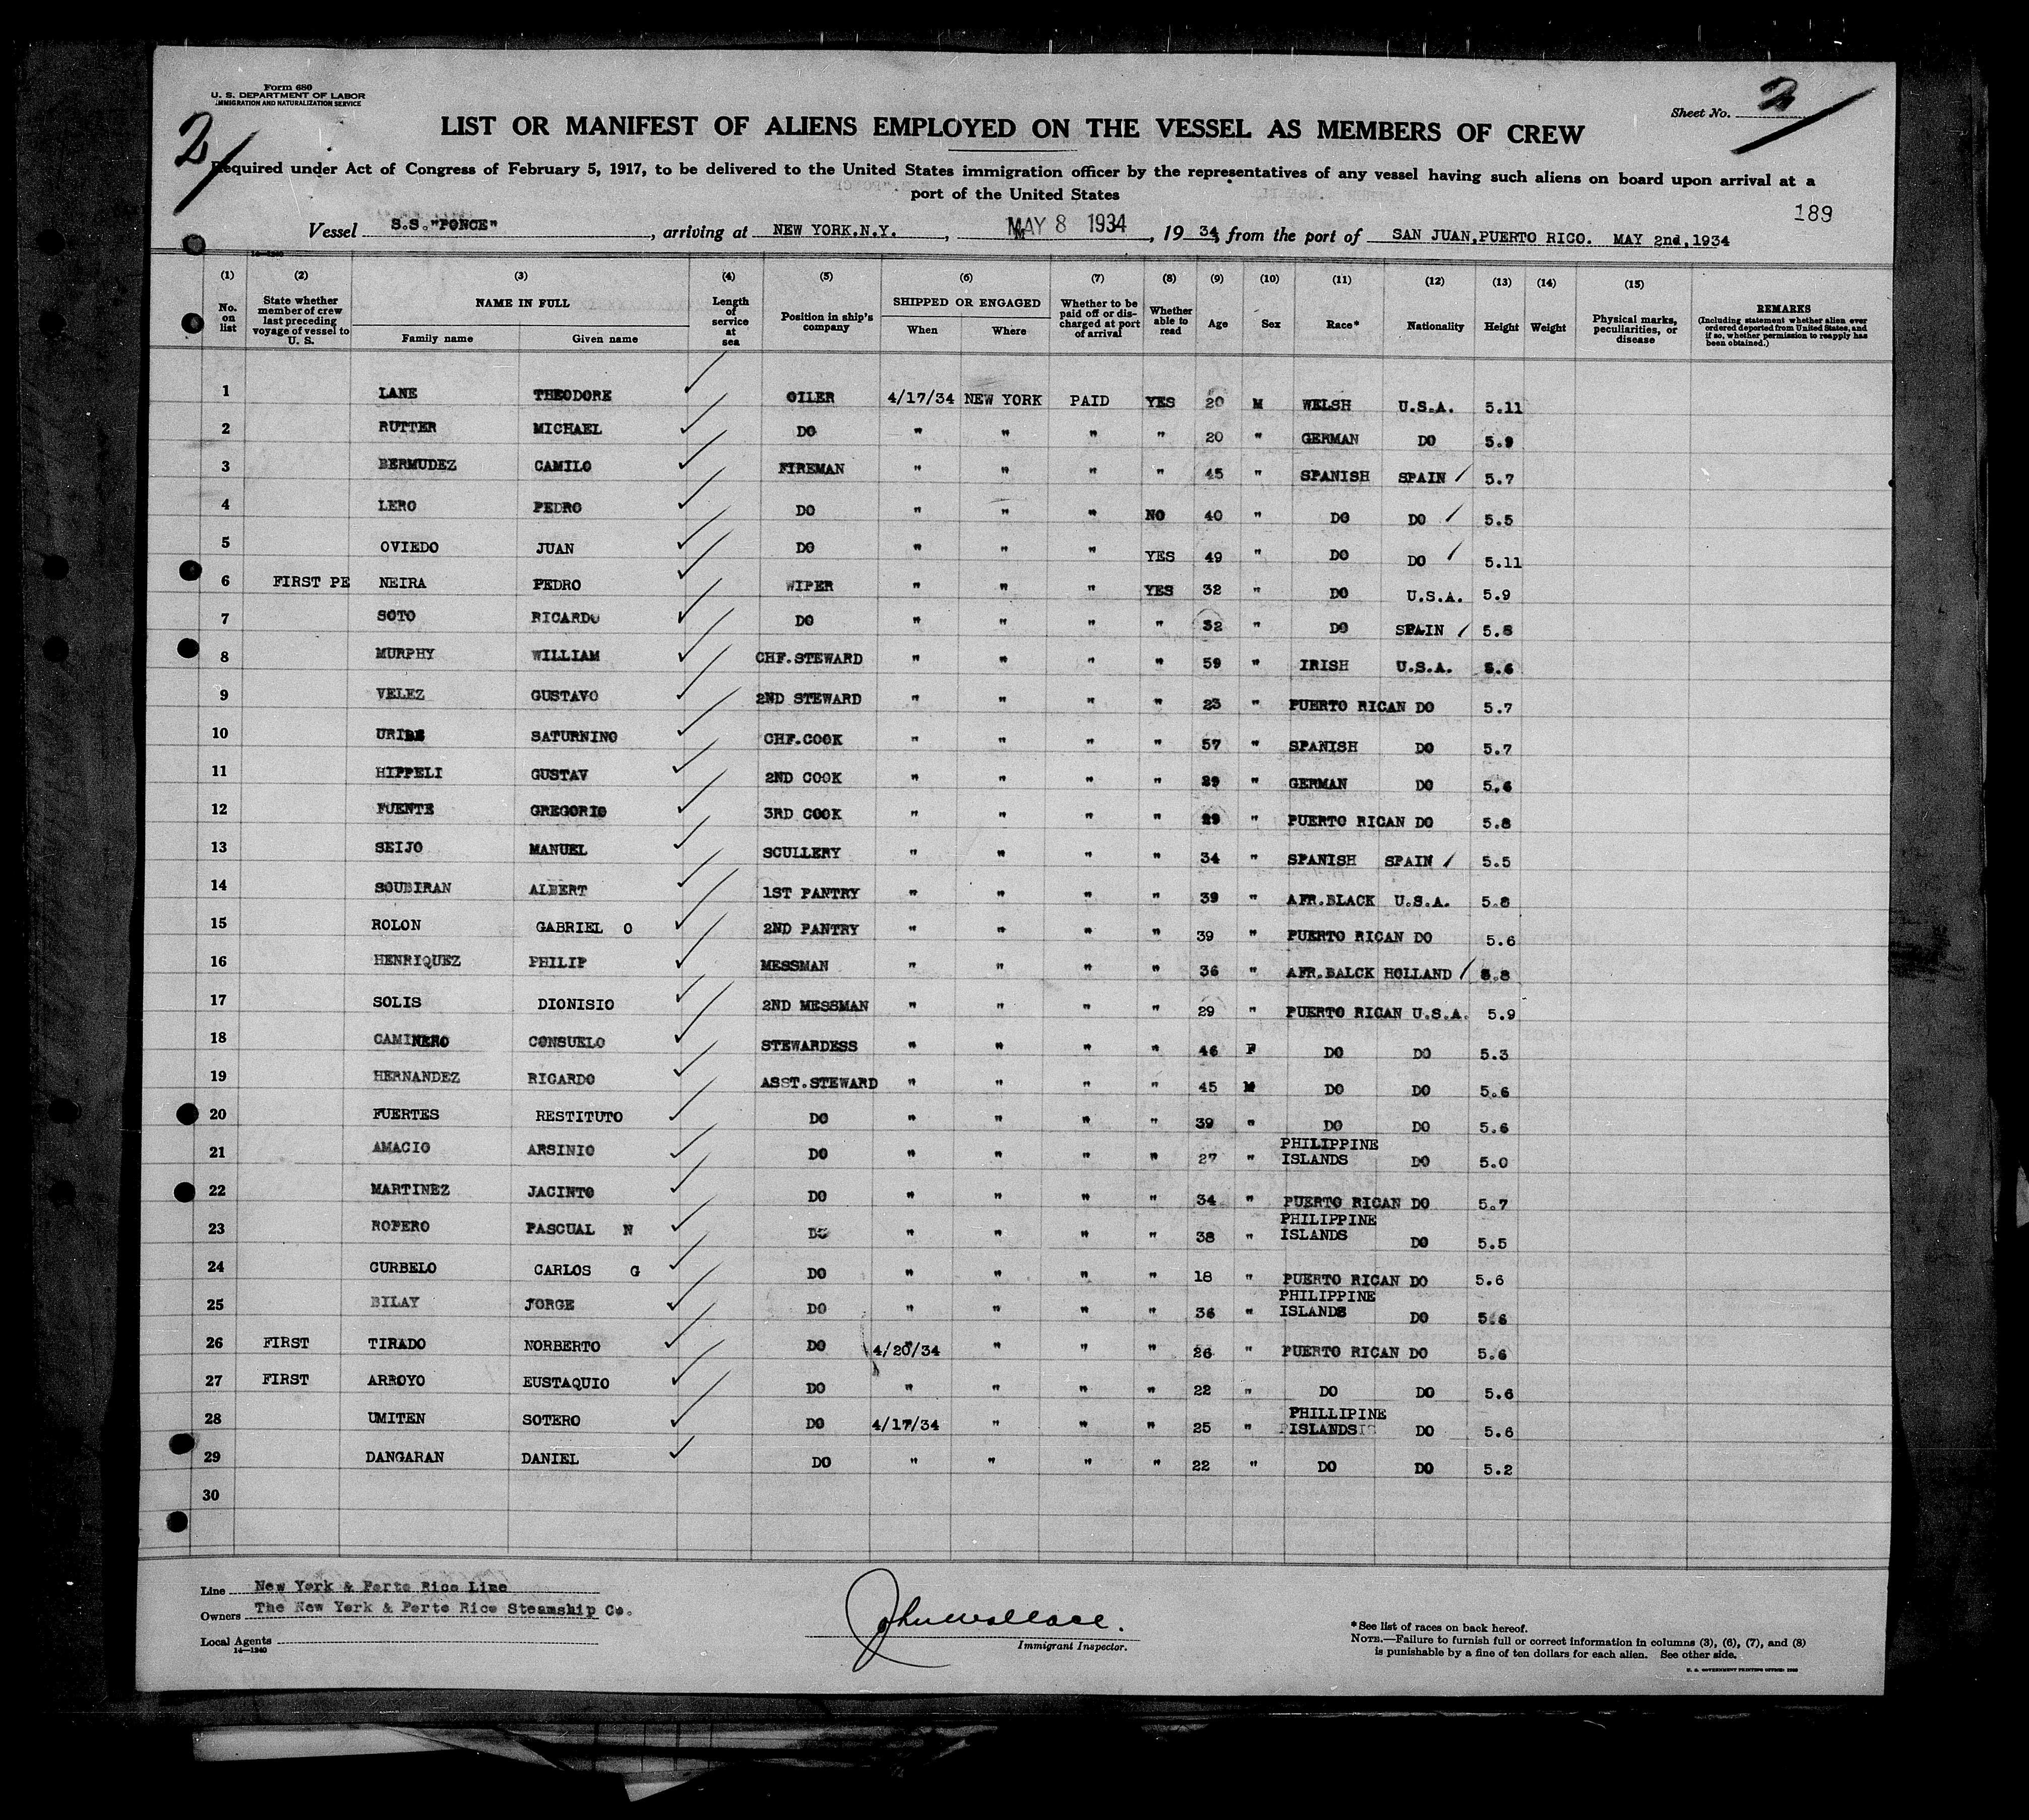 Form 680
U. S. DEPARTMENT OF LABOR
IMMIGRATION AND NATURALIZATION SERVICE
2
Sheet No. 2
LIST OR MANIFEST OF ALIENS EMPLOYED ON THE VESSEL AS MEMBERS OF CREW
Required under Act of Congress of February 5, 1917, to be delivered to the United States immigration officer by the representatives of any vessel having such aliens on board upon arrival at a
port of the United States
189
Vessel S.S. "PONCE", arriving at NEW YORK.N.Y., MAY 8 1934, 19 34, from the port of SAN JUAN,PUERTO RICO. MAY 2nd,1934
14—1240
(1) (2) (3) (4) (5) (6) (7) (8) (9) (10) (11) (12) (13) (14) (15)
No. on list State whether member of crew last preceding voyage of vessel to U. S. NAME IN FULL Family name Given name Length of service at sea Position in ship's company SHIPPED OR ENGAGED When Where Whether to be paid off or discharged at port of arrival Whether able to read Age Sex Race* Nationality Height Weight Physical marks, peculiarities, or disease REMARKS (Including statement whether alien ever ordered deported from United States, and if so, whether permission to reapply has been obtained.)
1 LANE THEODORE OILER 4/17/34 NEW YORK PAID YES 20 M WELSH U.S.A. 5.11
2 RUTTER MICHAEL DO " " " " 20 " GERMAN DO 5.9
3 BERMUDEZ CAMILO FIREMAN " " " " 45 " SPANISH SPAIN 5.7
4 LERO PEDRO DO " " " NO 40 " DO DO 5.5
5 OVIEDO JUAN DO " " " YES 49 " DO DO 5.11
6 FIRST PE NEIRA PEDRO WIPER " " " YES 32 " DO U.S.A. 5.9
7 SOTO RICARDO DO " " " " 32 " DO SPAIN 5.8
8 MURPHY WILLIAM CHF.STEWARD " " " " 59 " IRISH U.S.A. 5.6
9 VELEZ GUSTAVO 2ND STEWARD " " " " 23 " PUERTO RICAN DO 5.7
10 URIBE SATURNINO CHF.COOK " " " " 57 " SPANISH DO 5.7
11 HIPPELI GUSTAV 2ND COOK " " " " 29 " GERMAN DO 5.6
12 FUENTE GREGORIO 3RD COOK " " " " 29 " PUERTO RICAN DO 5.8
13 SEIJO MANUEL SCULLERY " " " " 34 " SPANISH SPAIN 5.5
14 SOUBIRAN ALBERT 1ST PANTRY " " " " 39 " AFR.BLACK U.S.A. 5.8
15 ROLON GABRIEL O 2ND PANTRY " " " " 39 " PUERTO RICAN DO 5.6
16 HENRIQUEZ PHILIP MESSMAN " " " " 36 " AFR.BALCK HOLLAND 5.8
17 SOLIS DIONISIO 2ND MESSMAN " " " " 29 " PUERTO RICAN U.S.A. 5.9
18 CAMINERO CONSUELO STEWARDESS " " " " 46 F DO DO 5.3
19 HERNANDEZ RICARDO ASST.STEWARD " " " " 45 M DO DO 5.6
20 FUERTES RESTITUTO DO " " " " 39 " DO DO 5.6
21 AMACIO ARSINIO DO " " " " 27 " PHILIPPINE ISLANDS DO 5.0
22 MARTINEZ JACINTO DO " " " " 34 " PUERTO RICAN DO 5.7
23 ROPERO PASCUAL N DO " " " " 38 " PHILIPPINE ISLANDS DO 5.5
24 CURBELO CARLOS G DO " " " " 18 " PUERTO RICAN DO 5.6
25 BILAY JORGE DO " " " " 36 " PHILIPPINE ISLANDS DO 5.6
26 FIRST TIRADO NORBERTO DO 4/20/34 " " " 26 " PUERTO RICAN DO 5.6
27 FIRST ARROYO EUSTAQUIO DO " " " " 22 " DO DO 5.6
28 UMITEN SOTERO DO 4/17/34 " " " 25 " PHILLIPINE ISLANDS DO 5.6
29 DANGARAN DANIEL DO " " " " 22 " DO DO 5.2
30
Line New York & Porto Rico Line
Owners The New York & Porto Rico Steamship Co.
Local Agents
14—1240
John Wallace.
Immigrant Inspector.
*See list of races on back hereof.
NOTE.—Failure to furnish full or correct information in columns (3), (6), (7), and (8)
is punishable by a fine of ten dollars for each alien. See other side.